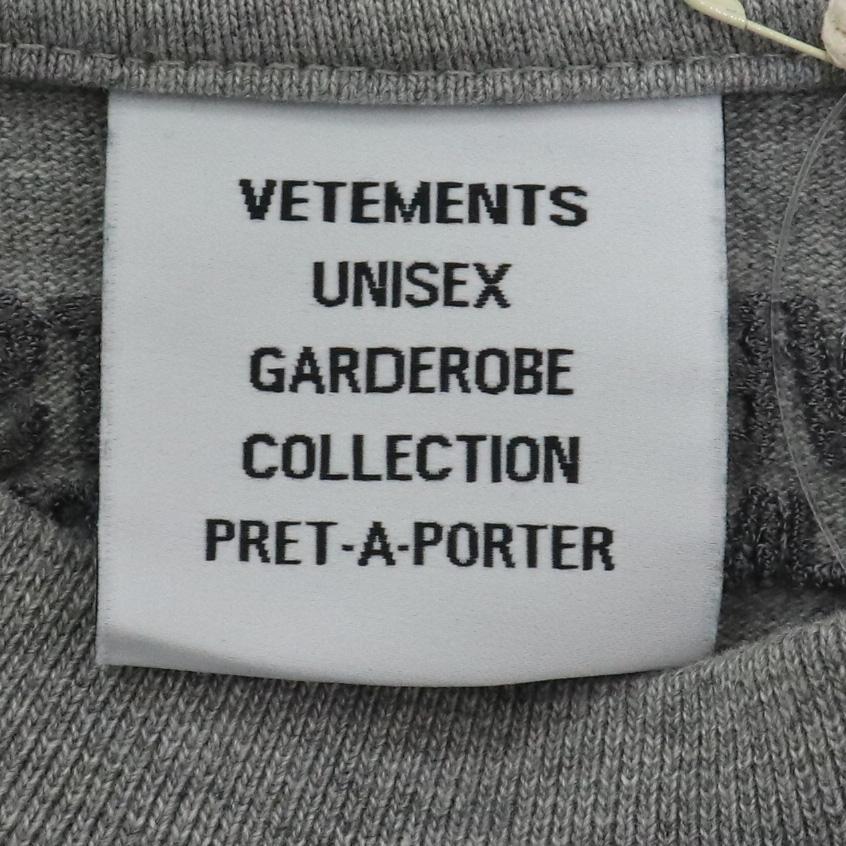 VETEMENTS
UNISEX
GARDEROBE
COLLECTION
PRET-A-PORTER